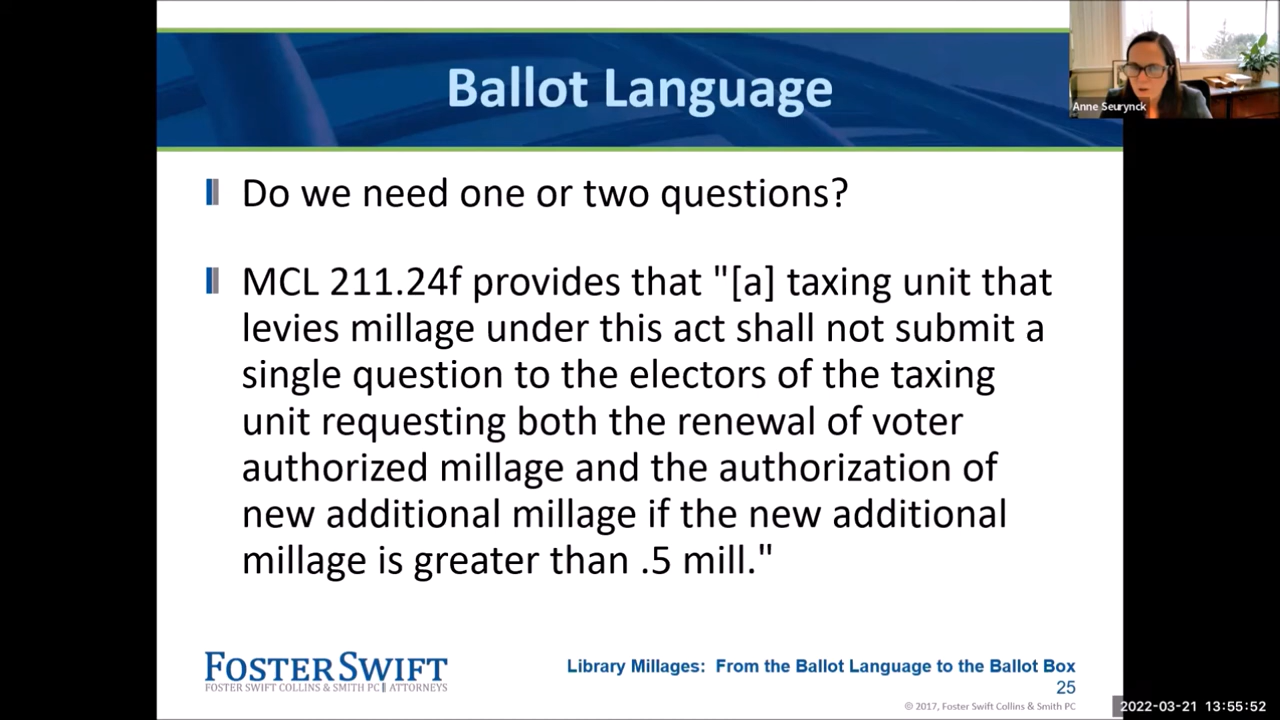 Ballot Language
Anne Seurynck
Do we need one or two questions?
MCL 211.24f provides that "[a] taxing unit that
levies millage under this act shall not submit a
single question to the electors of the taxing
unit requesting both the renewal of voter
authorized millage and the authorization of
new additional millage if the new additional
millage is greater than .5 mill."
FOSTER SWIFT
FOSTER SWIFT COLLINS & SMITH PC || ATTORNEYS
Library Millages: From the Ballot Language to the Ballot Box
25
© 2017, Foster Swift Collins & Smith PC
2022-03-21 13:55:52